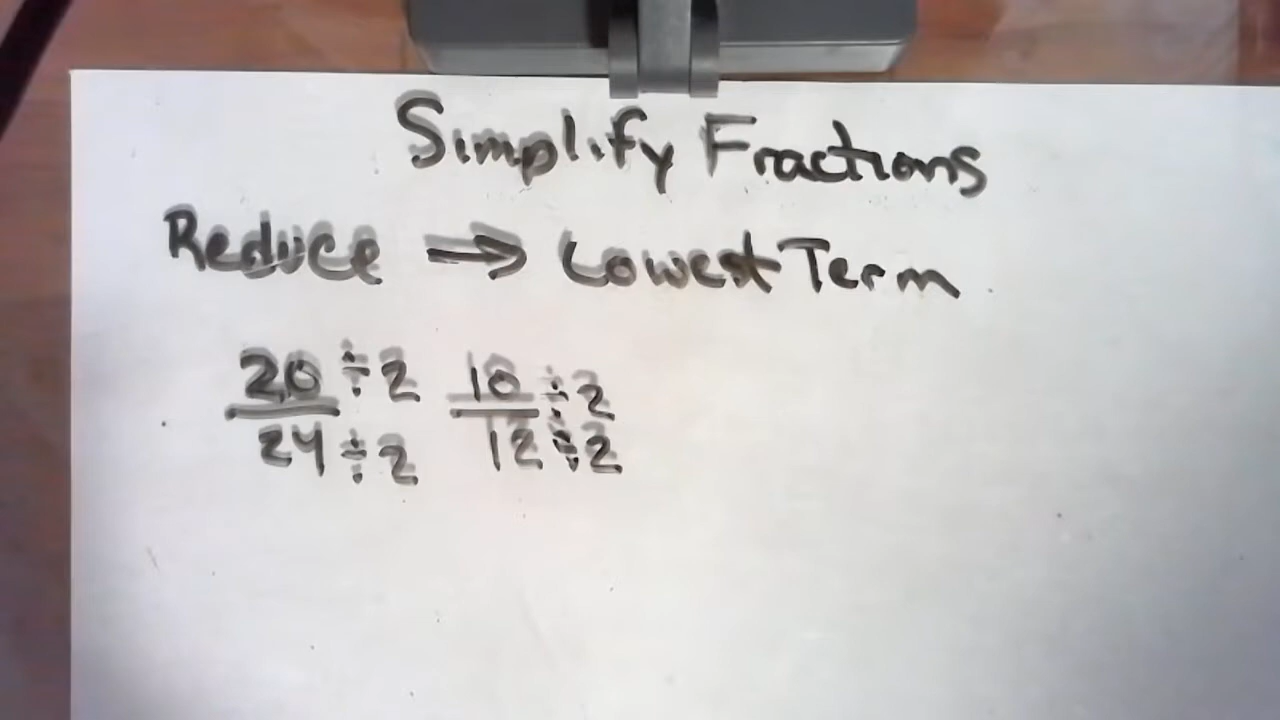 Simplify Fractions
Reduce ⇒ Lowest Term
20 ÷ 2 10 ÷ 2
24 ÷ 2 12 ÷ 2